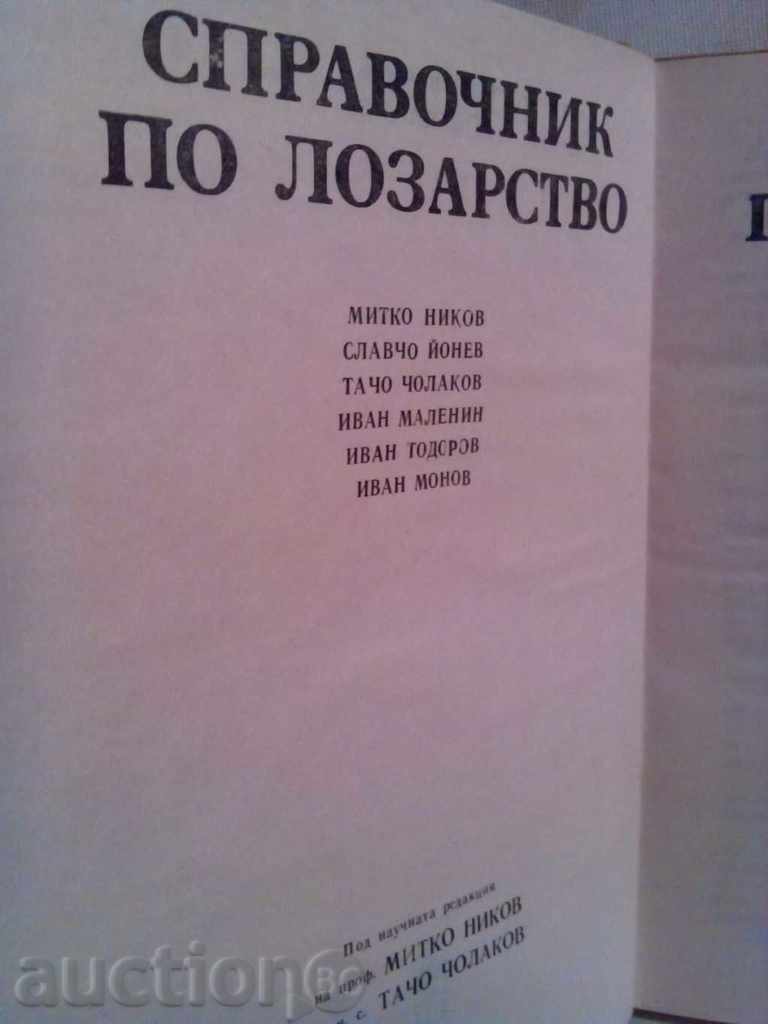 СПРАВОЧНИК
ПО ЛОЗАРСТВО
МИТКО НИКОВ
СЛАВЧО ЙОНЕВ
ТАЧО ЧОЛАКОВ
ИВАН МАЛЕНИН
ИВАН ТОДОРОВ
ИВАН МОНОВ
Под научната редакция
на проф. МИТКО НИКОВ
с. ТАЧО ЧОЛАКОВ
auction.BG